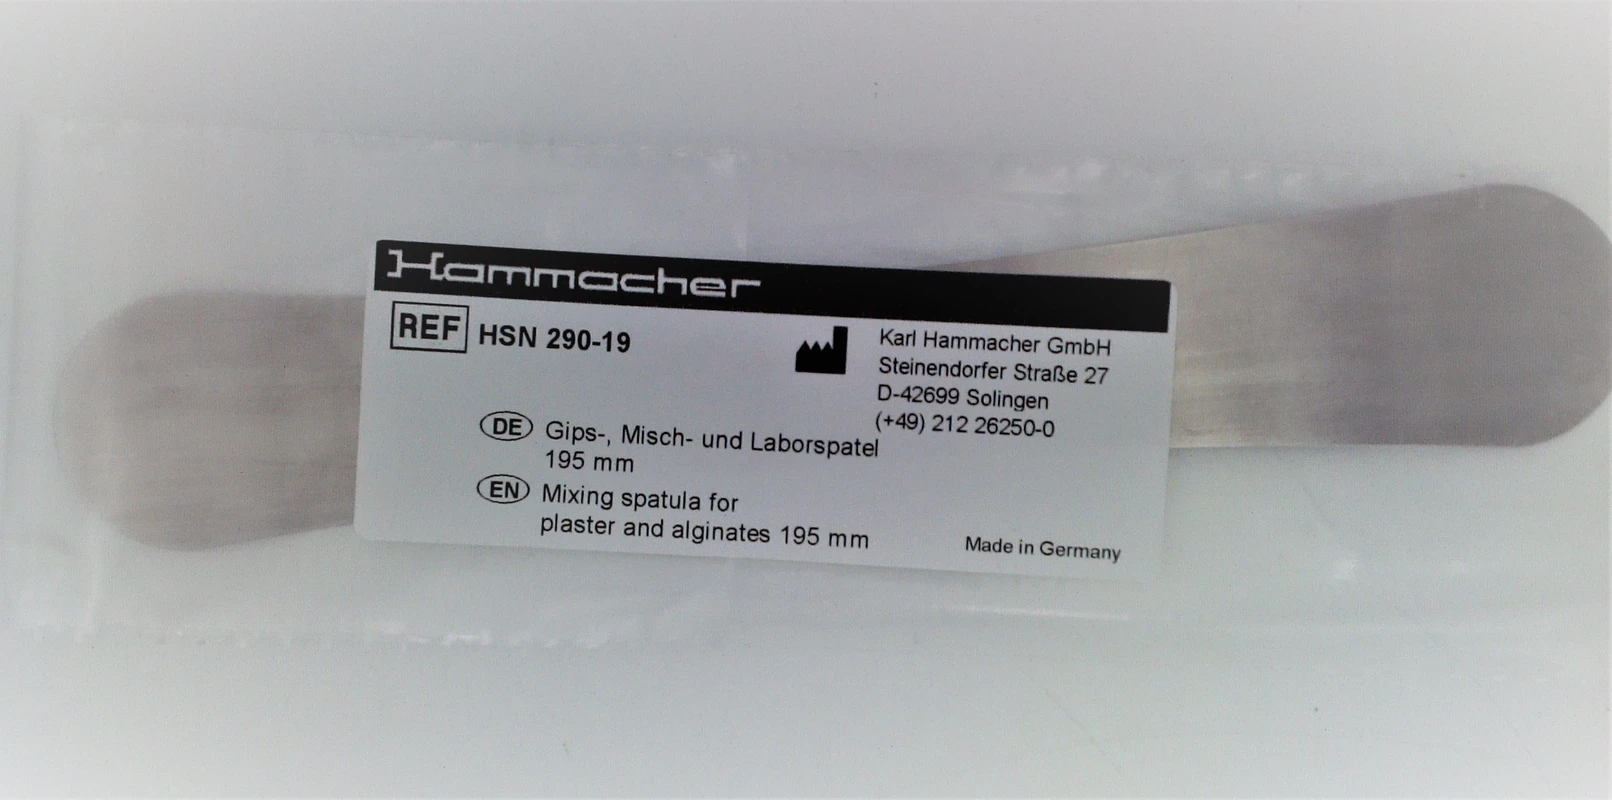 Hammacher
REF HSN 290-19
Karl Hammacher GmbH
Steinendorfer Straße 27
D-42699 Solingen
(+49) 212 26250-0
DE Gips-, Misch- und Laborspatel
195 mm
EN Mixing spatula for
plaster and alginates 195 mm
Made in Germany